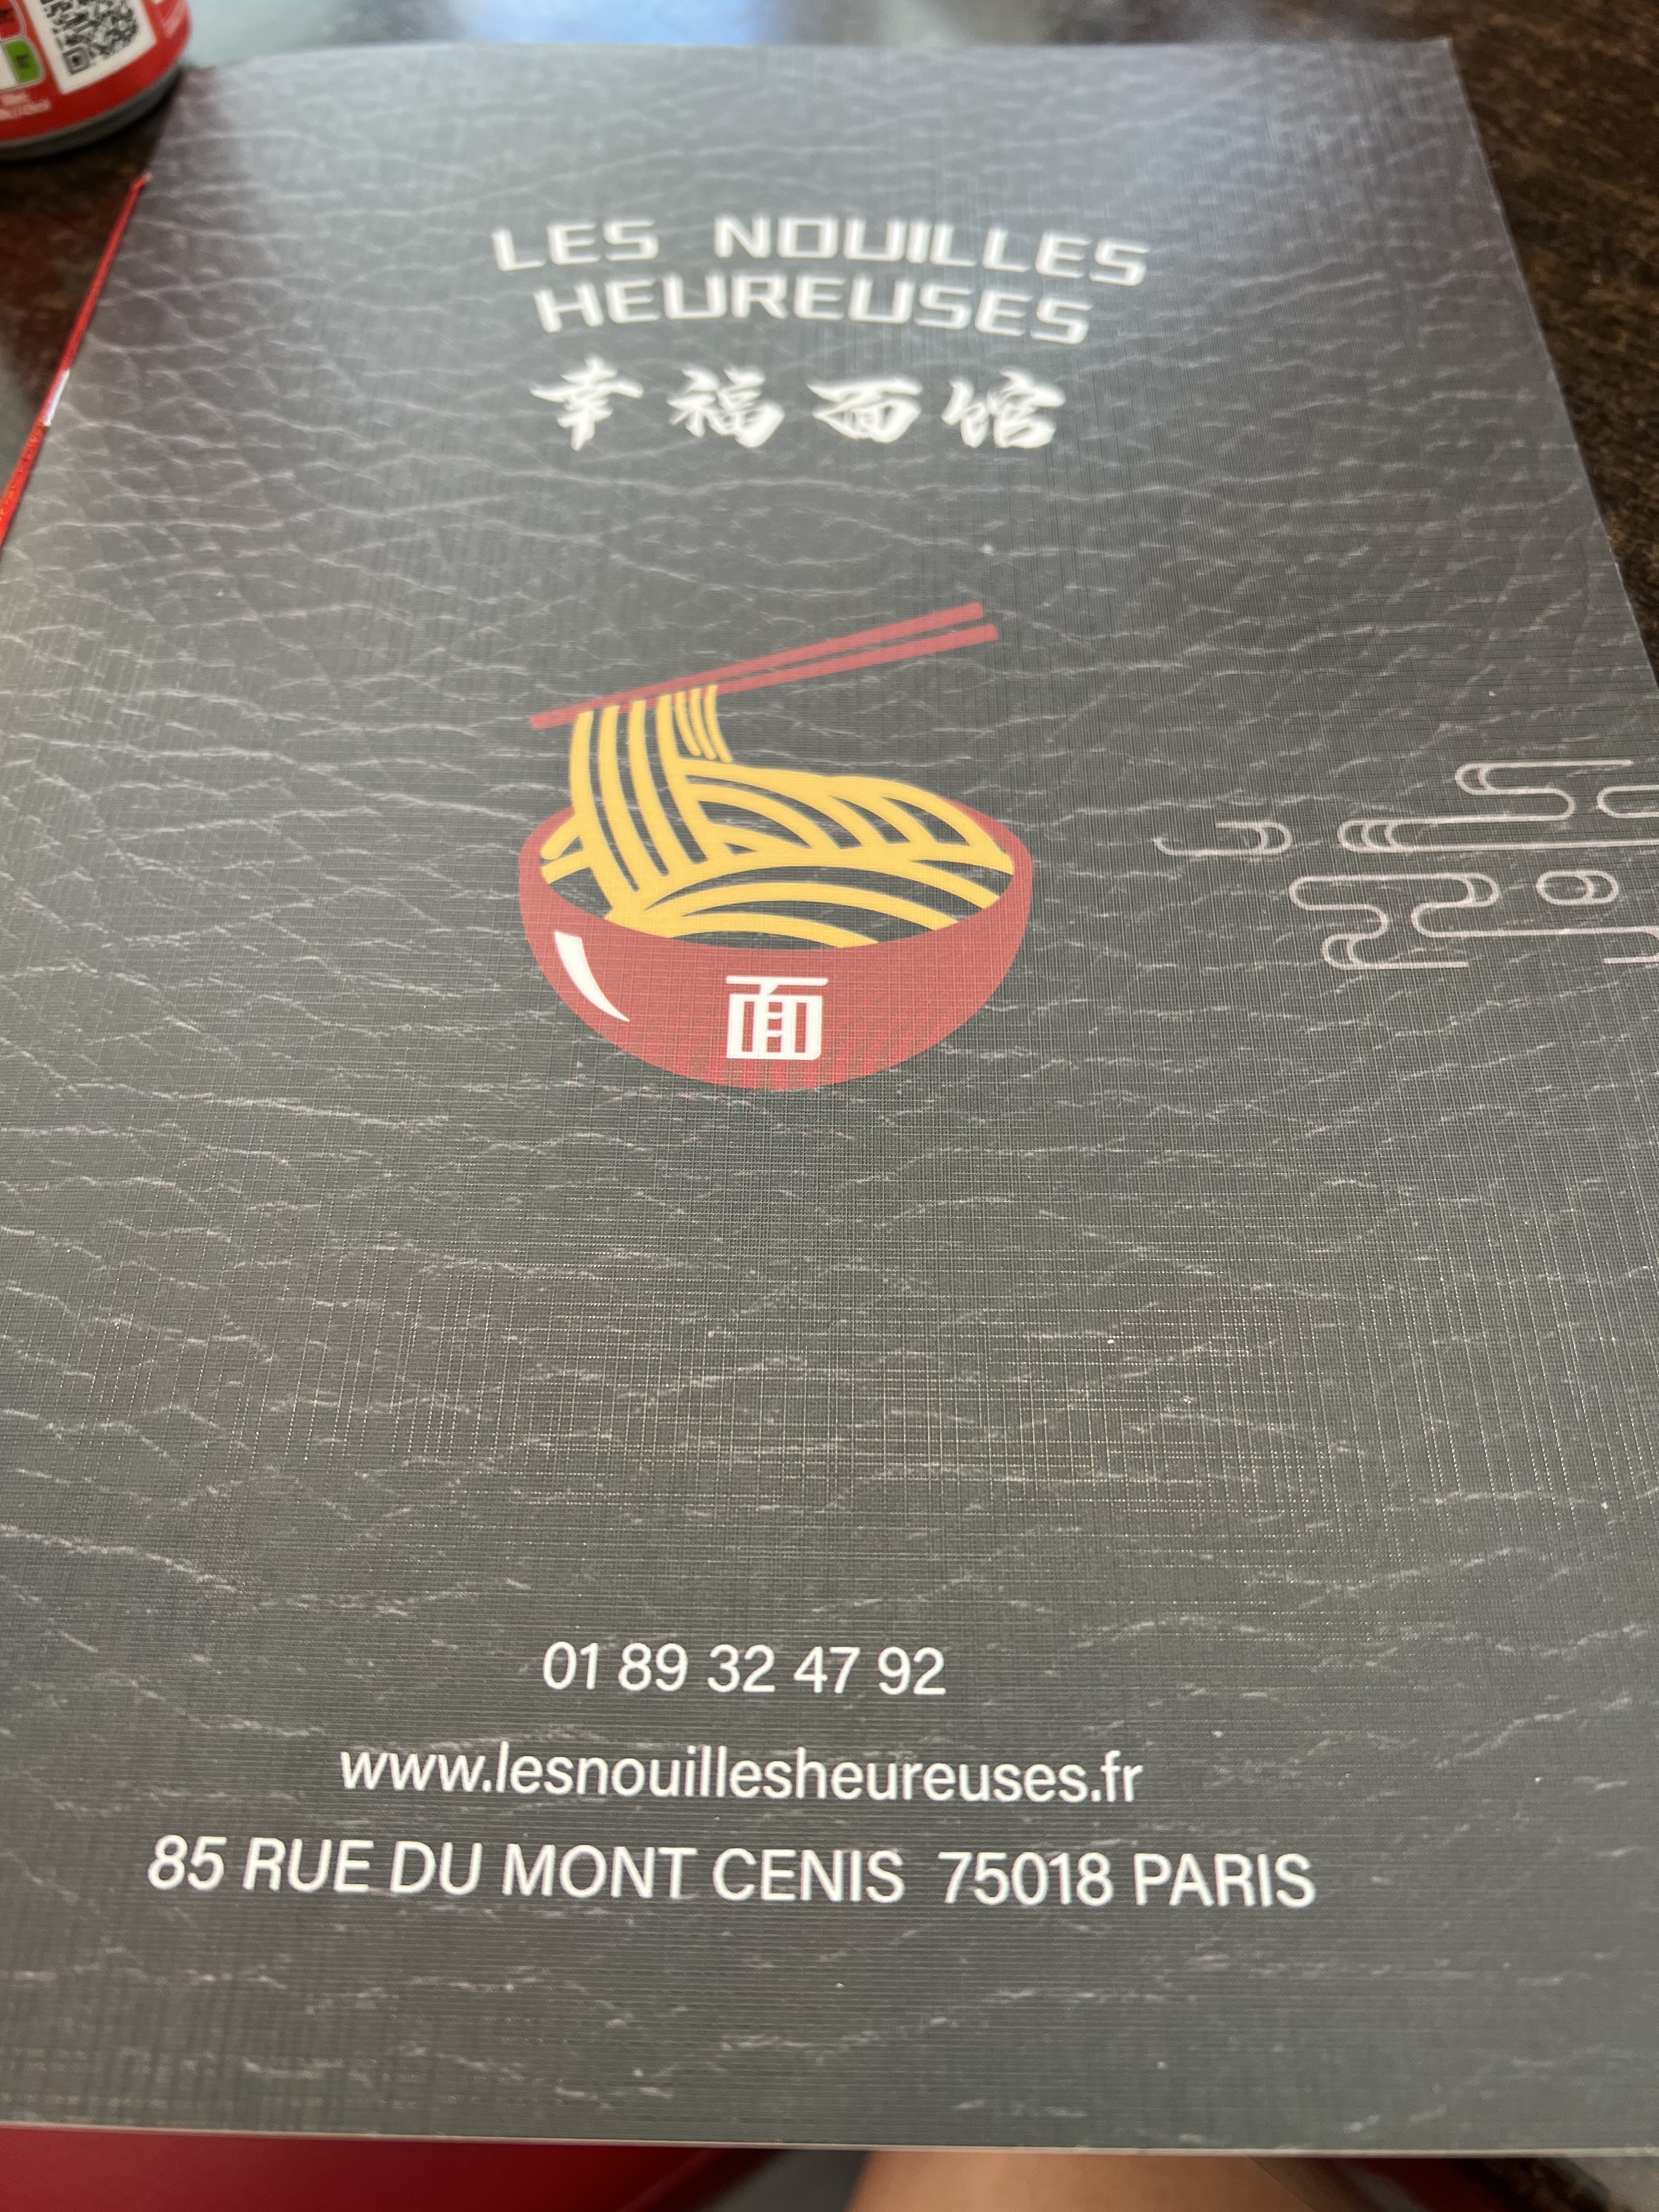 LES NOUILLES
HEUREUSES
幸福面馆
面
01 89 32 47 92
www.lesnouillesheureuses.fr
85 RUE DU MONT CENIS 75018 PARIS